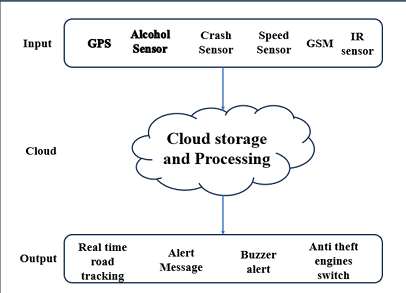 Input
GPS
Alcohol
Sensor
Crash
Sensor
Speed
Sensor
GSM
IR
sensor
Cloud
Cloud storage
and Processing
Output
Real time
road
tracking
Alert
Message
Buzzer
alert
Anti theft
engines
switch